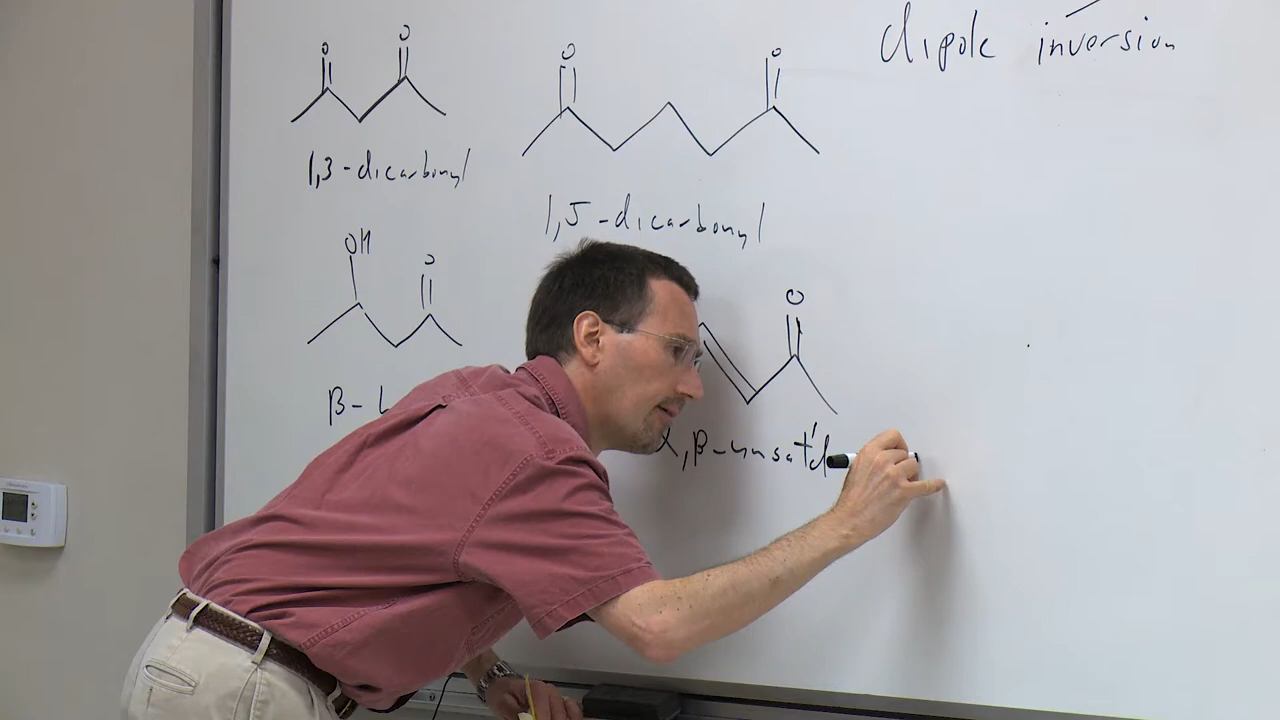 dipole inversion
O O
O O
1,3-dicarbonyl
1,5-dicarbonyl
OH O
O
β-
α,β-unsat'd